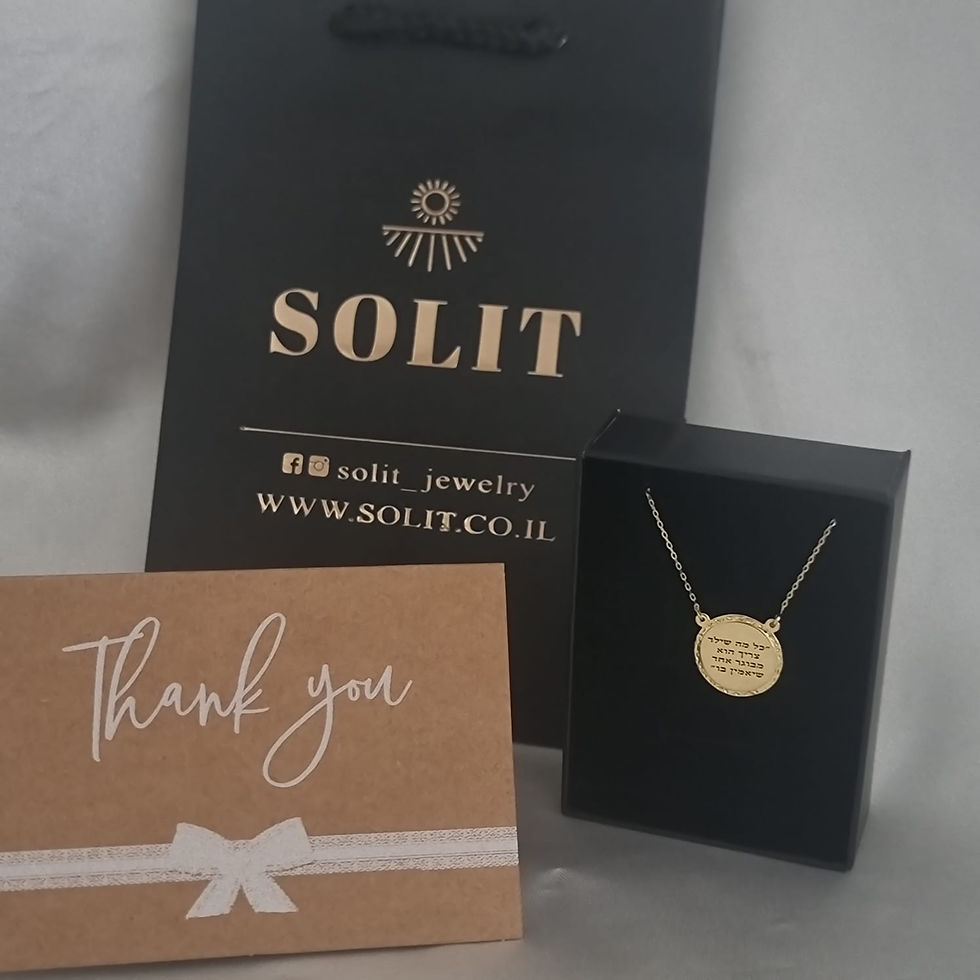 SOLIT
solit_jewelry
WWW.SOLIT.CO.IL
Thank you
"כל מה שילד
צריך הוא
מבוגר אחד
שיאמין בו"